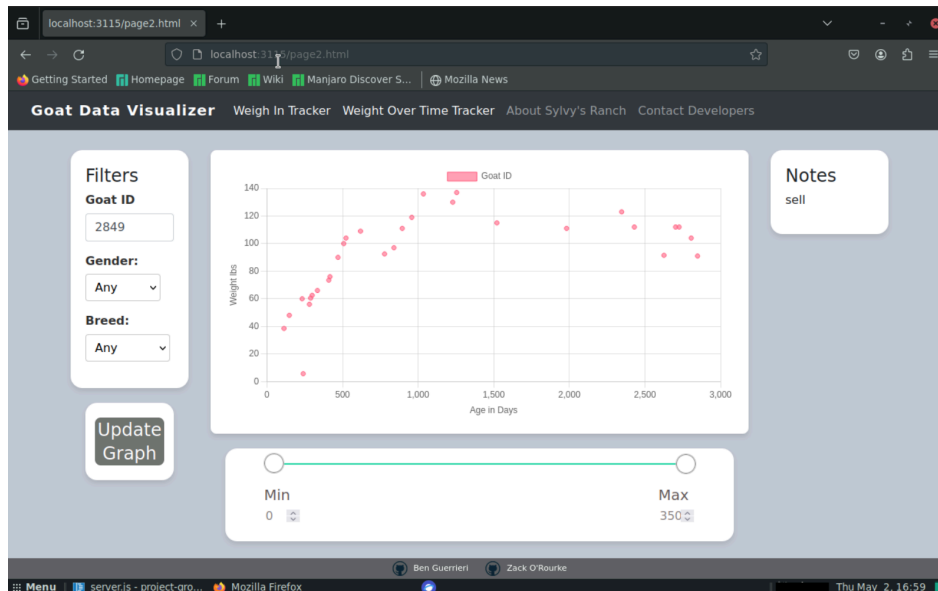 localhost:3115/page2.html
localhost:3115/page2.html
Getting Started Homepage Forum Wiki Manjaro Discover S... Mozilla News
Goat Data Visualizer Weigh In Tracker Weight Over Time Tracker About Sylvy's Ranch Contact Developers
Filters
Goat ID
2849
Gender:
Any
Breed:
Any
Update
Graph
Goat ID
140
120
100
80
60
40
20
0
Weight lbs
0 500 1,000 1,500 2,000 2,500 3,000
Age in Days
Min Max
0 350
Notes
sell
Ben Guerrieri Zack O'Rourke
Menu server.js - project-gro... Mozilla Firefox Thu May 2, 16:59